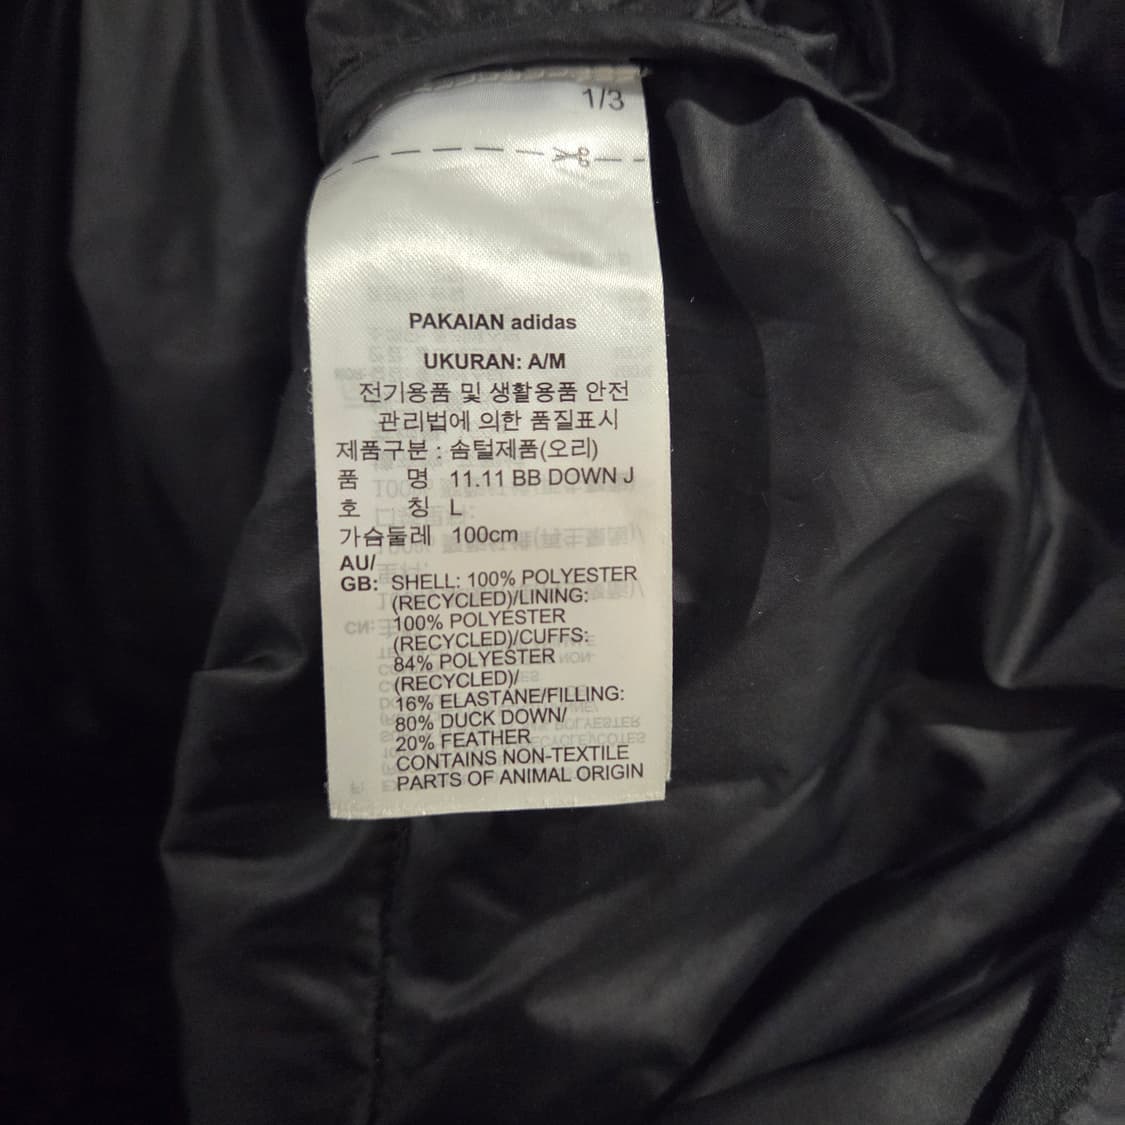 1/3
PAKAIAN adidas
UKURAN: A/M
전기용품 및 생활용품 안전
관리법에 의한 품질표시
제품구분 : 솜털제품(오리)
품 명 11.11 BB DOWN J
호 칭 L
가슴둘레 100cm
AU/
GB: SHELL: 100% POLYESTER
(RECYCLED)/LINING:
100% POLYESTER
(RECYCLED)/CUFFS:
84% POLYESTER
(RECYCLED)/
16% ELASTANE/FILLING:
80% DUCK DOWN/
20% FEATHER
CONTAINS NON-TEXTILE
PARTS OF ANIMAL ORIGIN